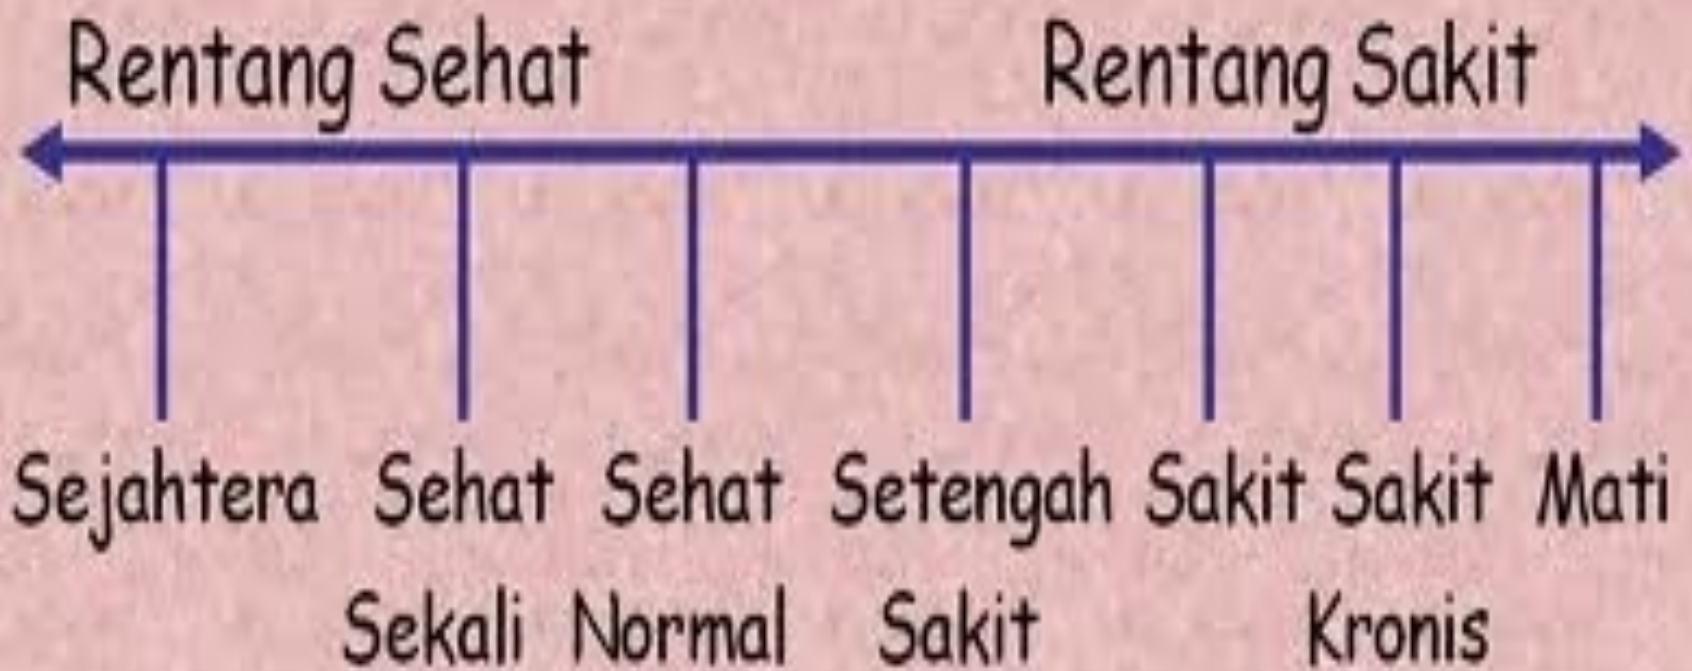 Rentang Sehat Rentang Sakit
Sejahtera Sehat Sehat Setengah Sakit Sakit Mati
Sekali Normal Sakit Kronis